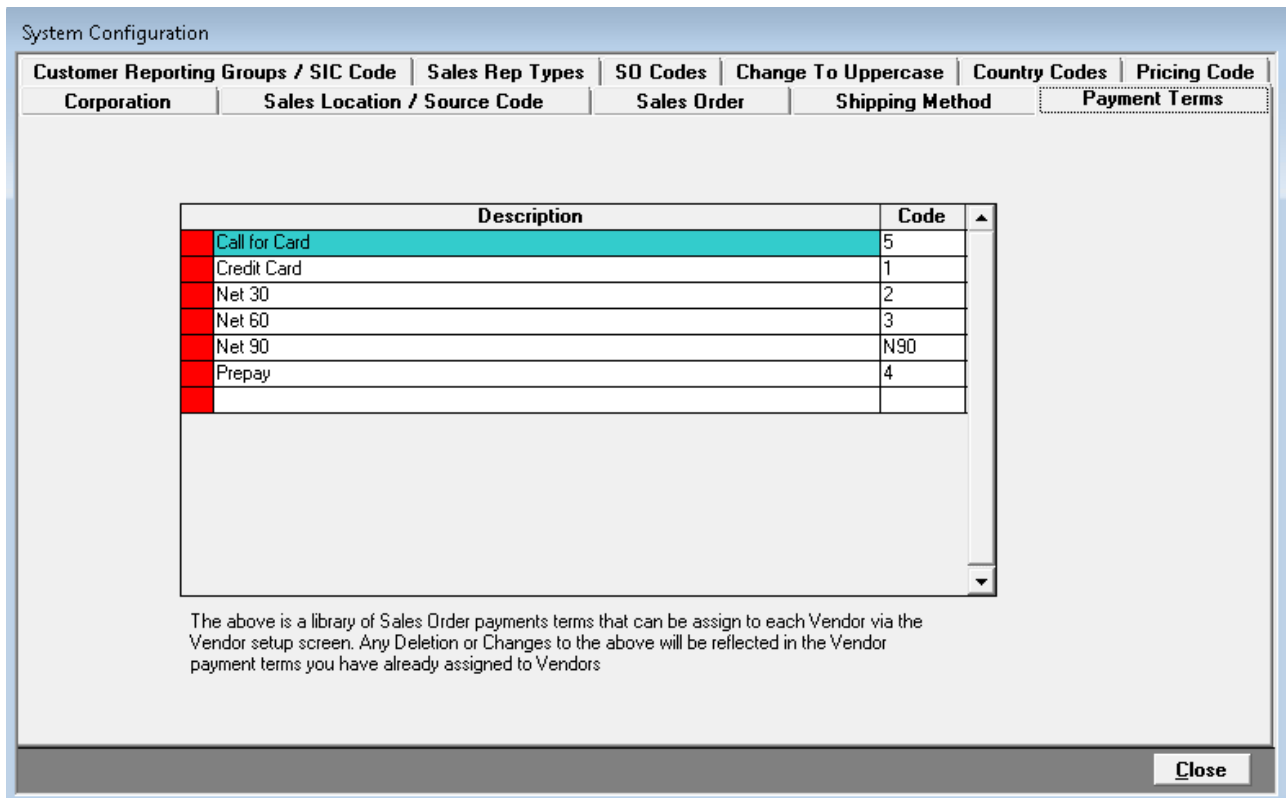 System Configuration
Customer Reporting Groups / SIC Code Sales Rep Types SO Codes Change To Uppercase Country Codes Pricing Code
Corporation Sales Location / Source Code Sales Order Shipping Method Payment Terms
Description Code
Call for Card 5
Credit Card 1
Net 30 2
Net 60 3
Net 90 N90
Prepay 4
The above is a library of Sales Order payments terms that can be assign to each Vendor via the
Vendor setup screen. Any Deletion or Changes to the above will be reflected in the Vendor
payment terms you have already assigned to Vendors
Close